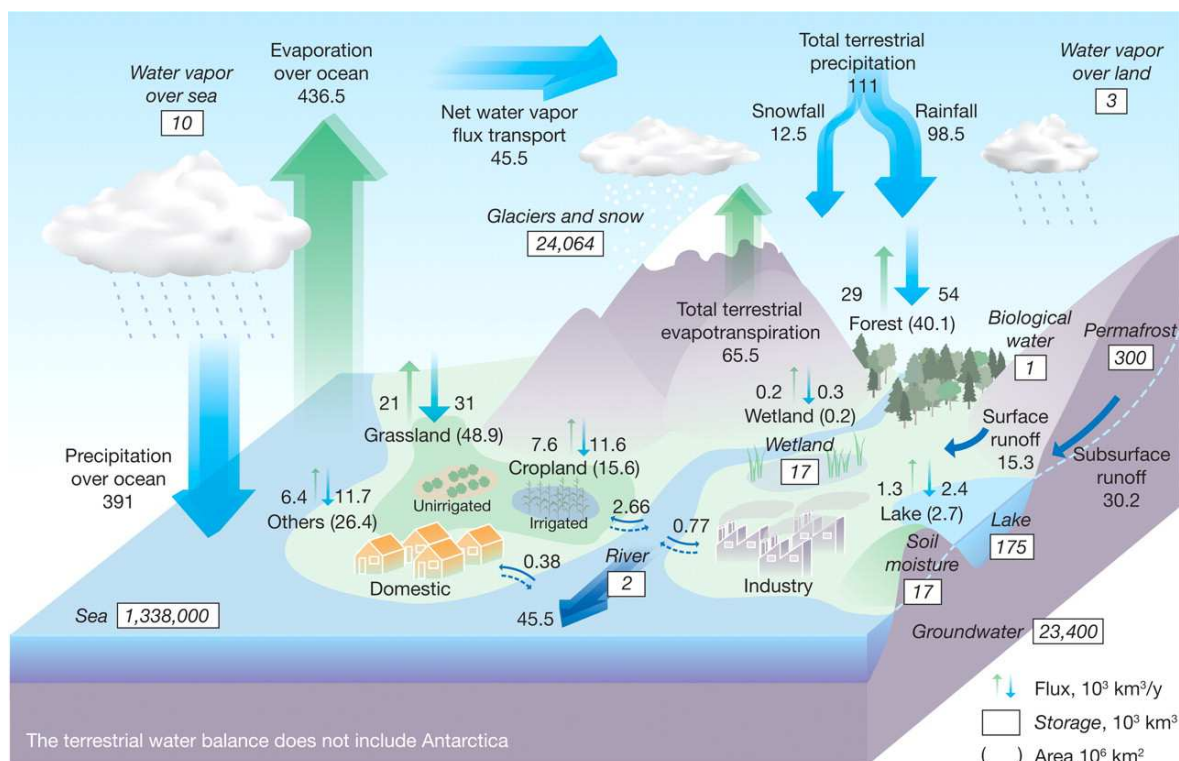 Water vapor
over sea
10
Evaporation
over ocean
436.5
Net water vapor
flux transport
45.5
Total terrestrial
precipitation
111
Snowfall
12.5
Rainfall
98.5
Water vapor
over land
3
Glaciers and snow
24,064
Total terrestrial
evapotranspiration
65.5
29
54
Forest (40.1)
Biological
water
1
Permafrost
300
Precipitation
over ocean
391
21
31
Grassland (48.9)
7.6
11.6
Cropland (15.6)
0.2
0.3
Wetland (0.2)
Wetland
17
Surface
runoff
15.3
Subsurface
runoff
30.2
6.4
11.7
Others (26.4)
Unirrigated
Irrigated
2.66
0.77
1.3
2.4
Lake (2.7)
Lake
175
Domestic
0.38
River
2
Industry
Soil
moisture
17
45.5
Sea 1,338,000
Groundwater 23,400
Flux, 10³ km³/y
Storage, 10³ km³
( ) Area 10⁶ km²
The terrestrial water balance does not include Antarctica